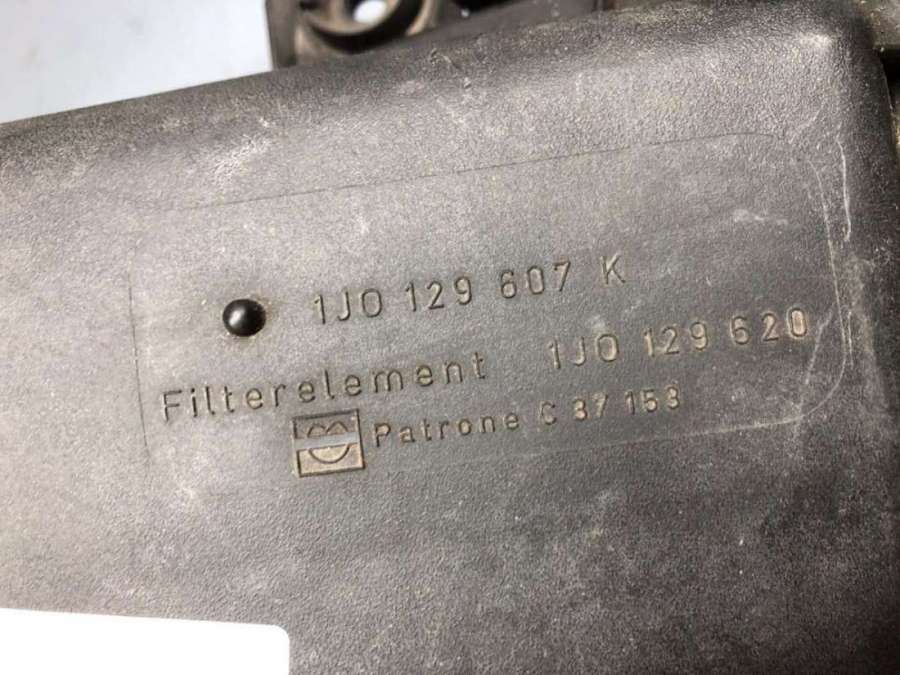 1J0 129 607 K
Filterelement 1J0 129 620
Patrone C 37 153